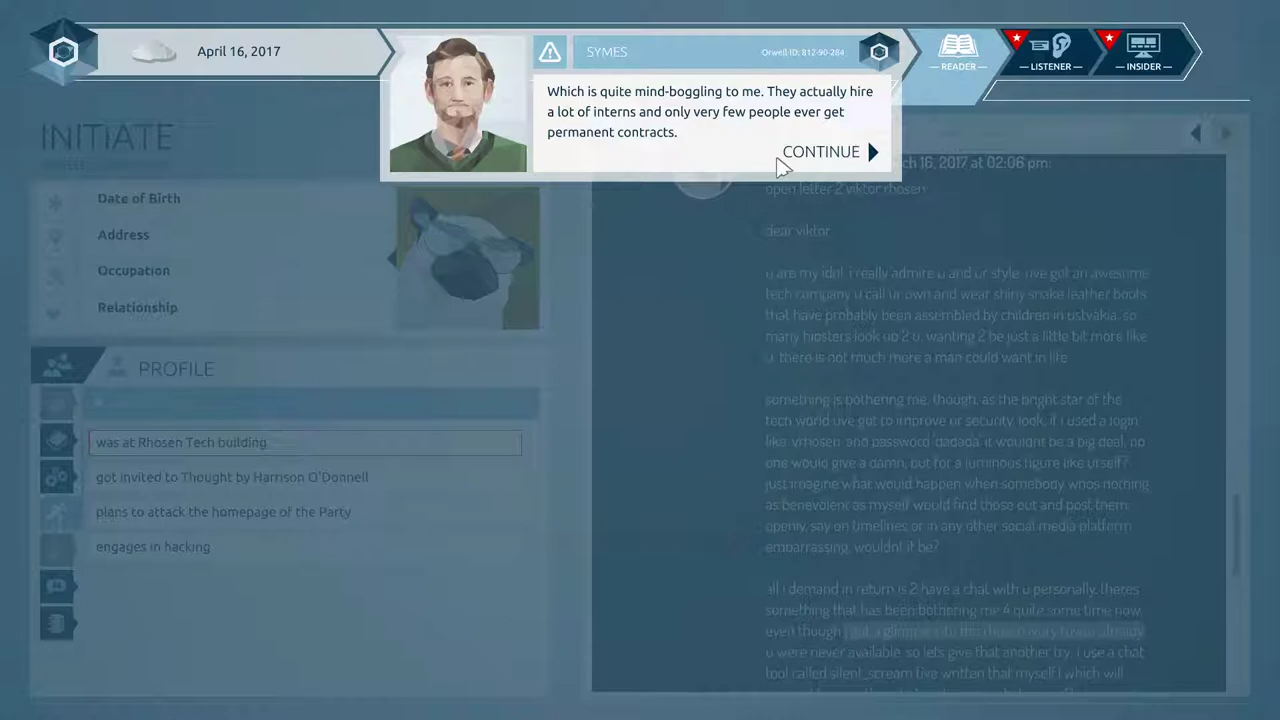 April 16, 2017
SYMES
Orwell-ID: 812-90-284
READER
LISTENER
INSIDER
Which is quite mind-boggling to me. They actually hire
a lot of interns and only very few people ever get
permanent contracts.
CONTINUE
INITIATE
Date of Birth
Address
Occupation
Relationship
PROFILE
was at Rhosen Tech building
got invited to Thought by Harrison O'Donnell
plans to attack the homepage of the Party
engages in hacking
ch 16, 2017 at 02:06 pm:
open letter 2 viktor rhosen
dear viktor
u are my idol. i really admire u and ur style. uve got an awesome
tech company u call ur own and wear shiny snake leather boots
that have probably been assembled by children in ustvakia. so
many hipsters look up 2 u, wanting 2 be just a little bit more like
u. there is not much more a man could want in life
something is bothering me, though. as the bright star of the
tech world uve got to improve ur security. look, if i used a login
like 'vrhosen' and password 'dadada' it wouldnt be a big deal, no
one would give a damn, but for a luminous figure like urself?
just imagine what would happen when somebody whos nothing
as benevolent as myself would find those out and post them
openly, say on timelines or in any other social media platform.
embarrassing, wouldnt it be?
all i demand in return is 2 have a chat with u personally. theres
something that has been bothering me 4 quite some time now.
even though i got a glimpse into the rhosen ivory tower already
u were never available. so lets give that another try. i use a chat
tool called silent_scream (ive written that myself) which will